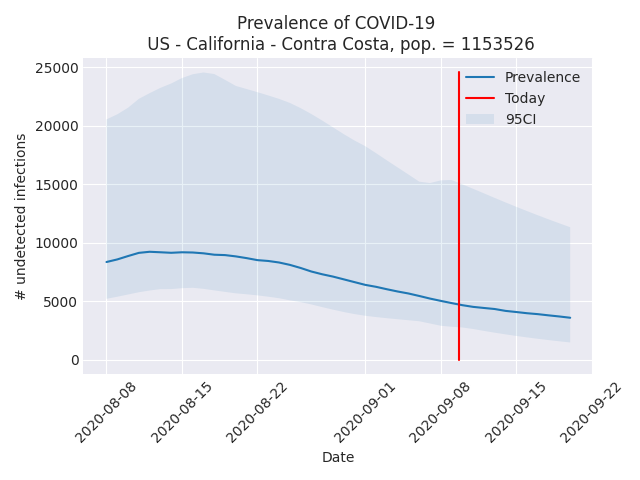 Prevalence of COVID-19
US - California - Contra Costa, pop. = 1153526
25000
20000
15000
10000
5000
0
# undetected infections
Prevalence
Today
95CI
2020-08-08
2020-08-15
2020-08-22
2020-09-01
2020-09-08
2020-09-15
2020-09-22
Date